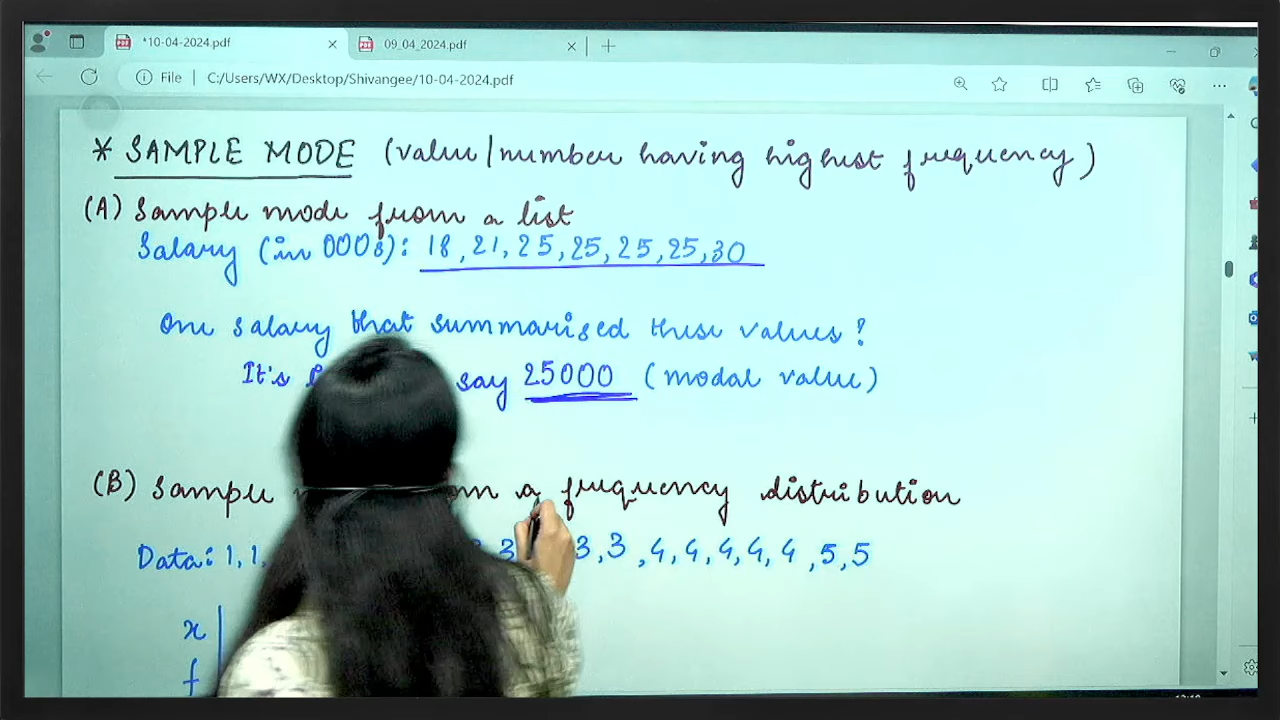 *10-04-2024.pdf
09_04_2024.pdf
File | C:/Users/WX/Desktop/Shivangee/10-04-2024.pdf
* SAMPLE MODE (value/number having highest frequency)
(A) Sample mode from a list
Salary (in 000s): 18, 21, 25, 25, 25, 25, 30
One salary that summarised these values?
It's say 25000 (modal value)
(B) Sample a frequency distribution
Data: 1, 1, 3 3, 3, 4, 4, 4, 4, 4, 5, 5
x
f